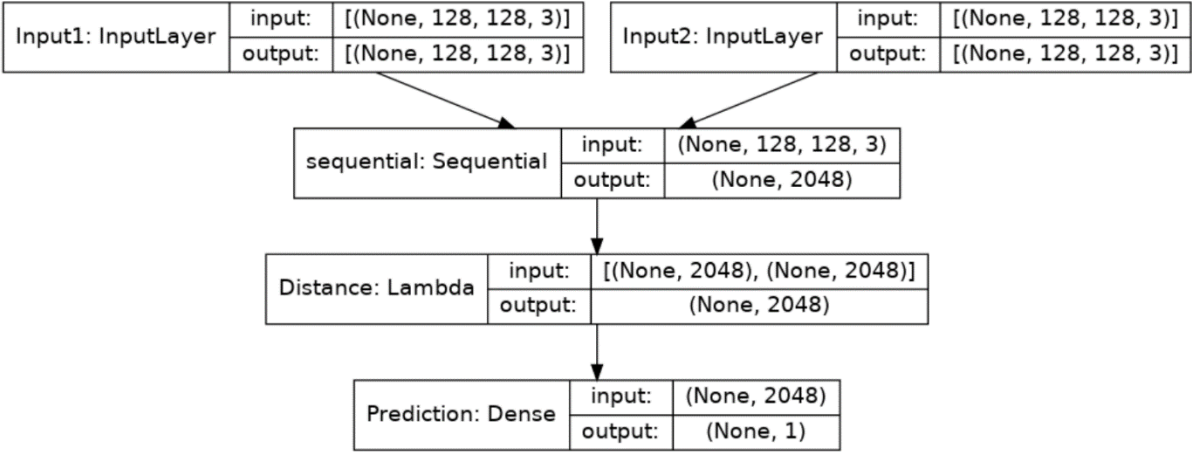 Input1: InputLayer
input: [(None, 128, 128, 3)]
output: [(None, 128, 128, 3)]
Input2: InputLayer
input: [(None, 128, 128, 3)]
output: [(None, 128, 128, 3)]
sequential: Sequential
input: (None, 128, 128, 3)
output: (None, 2048)
Distance: Lambda
input: [(None, 2048), (None, 2048)]
output: (None, 2048)
Prediction: Dense
input: (None, 2048)
output: (None, 1)